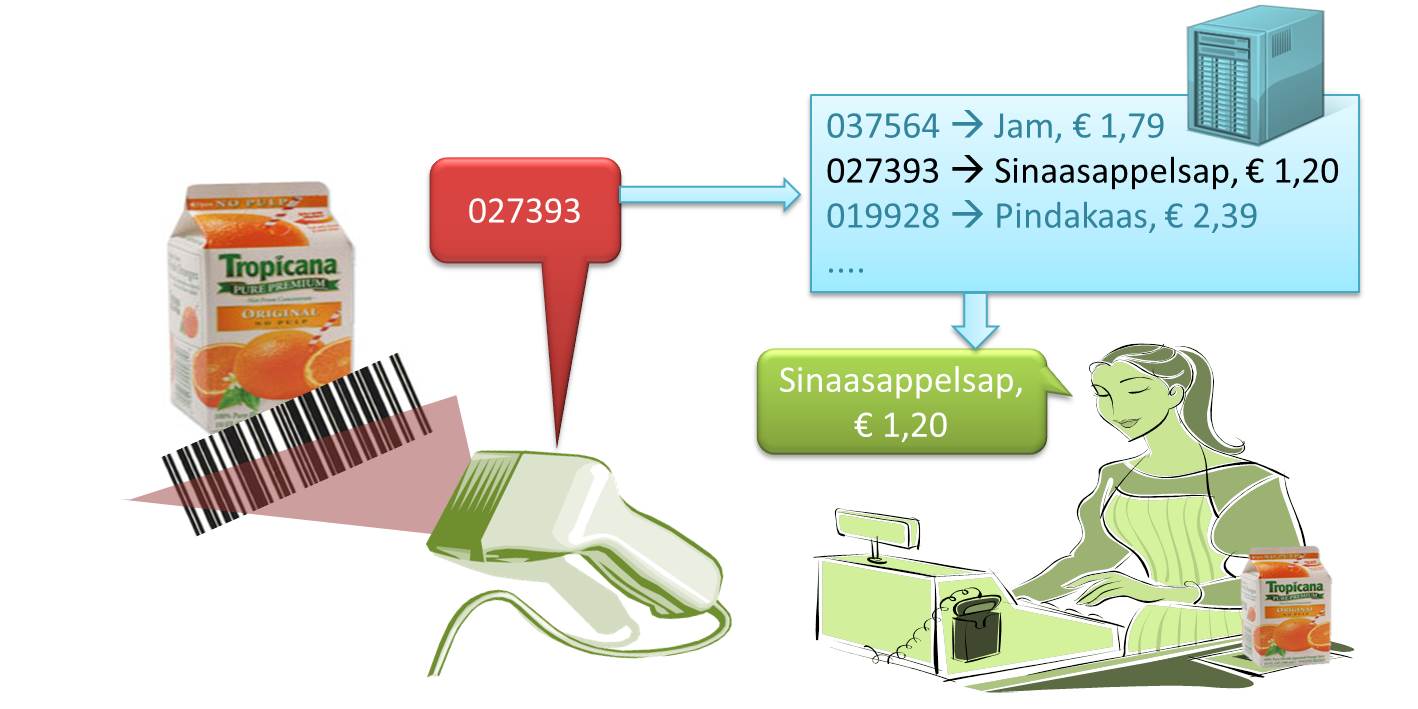 NO PULP
Tropicana
PURE PREMIUM
ORIGINAL
NO PULP
027393
037564 → Jam, € 1,79
027393 → Sinaasappelsap, € 1,20
019928 → Pindakaas, € 2,39
....
Sinaasappelsap,
€ 1,20
Tropicana
PURE PREMIUM
ORIGINAL